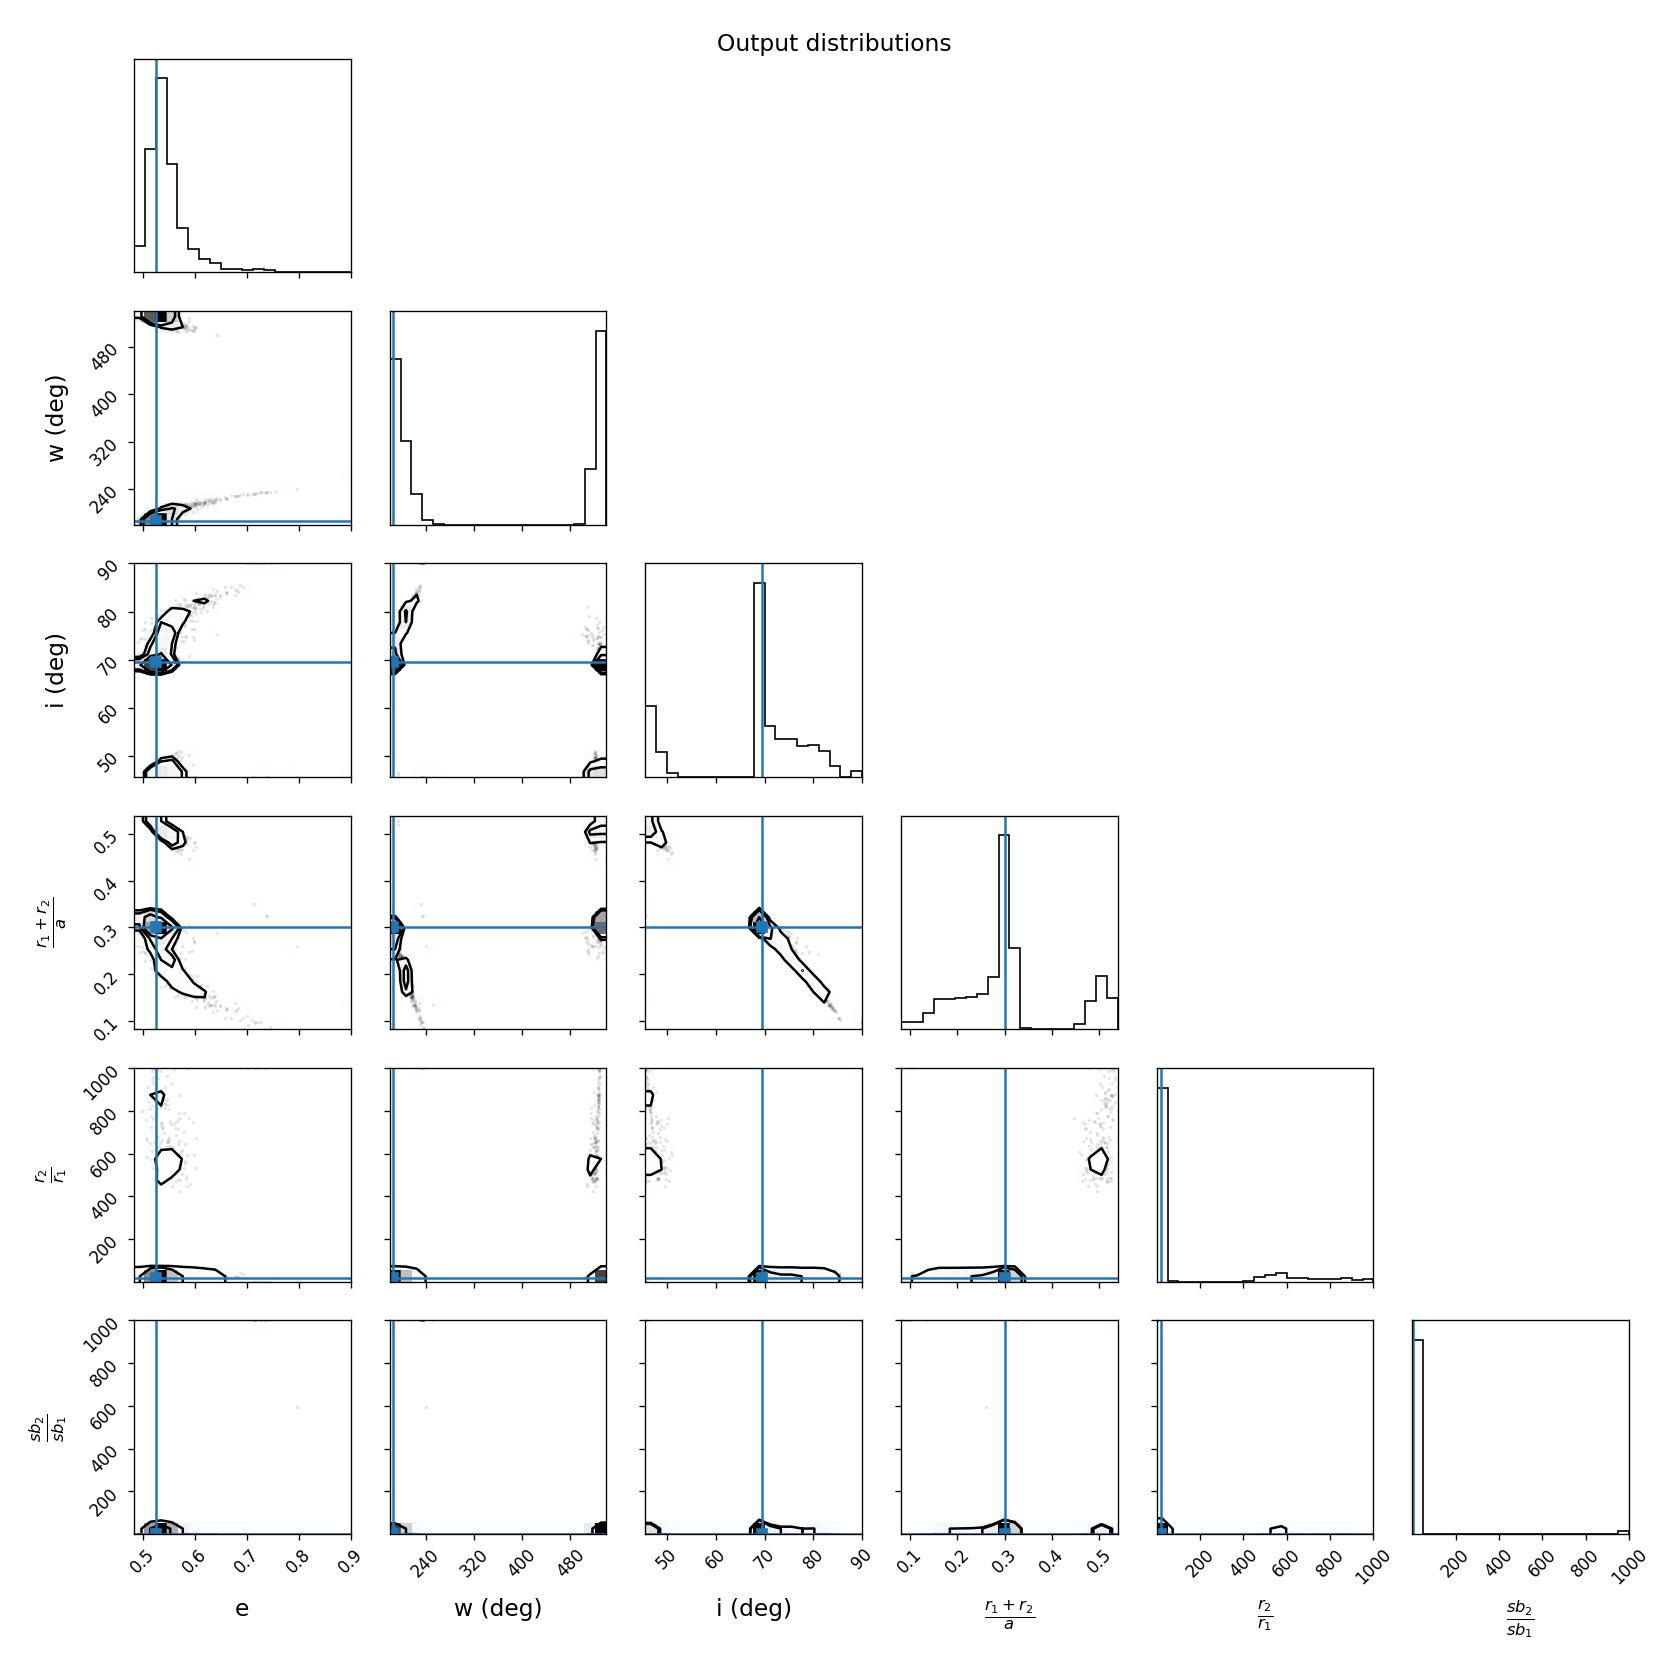 Output distributions
w (deg)
480
400
320
240
i (deg)
90
80
70
60
50
r₁ + r₂ / a
0.5
0.4
0.3
0.2
0.1
r₂ / r₁
1000
800
600
400
200
sb₂ / sb₁
1000
800
600
400
200
0.5 0.6 0.7 0.8 0.9
240 320 400 480
50 60 70 80 90
0.1 0.2 0.3 0.4 0.5
200 400 600 800 1000
200 400 600 800 1000
e
w (deg)
i (deg)
r₁ + r₂ / a
r₂ / r₁
sb₂ / sb₁